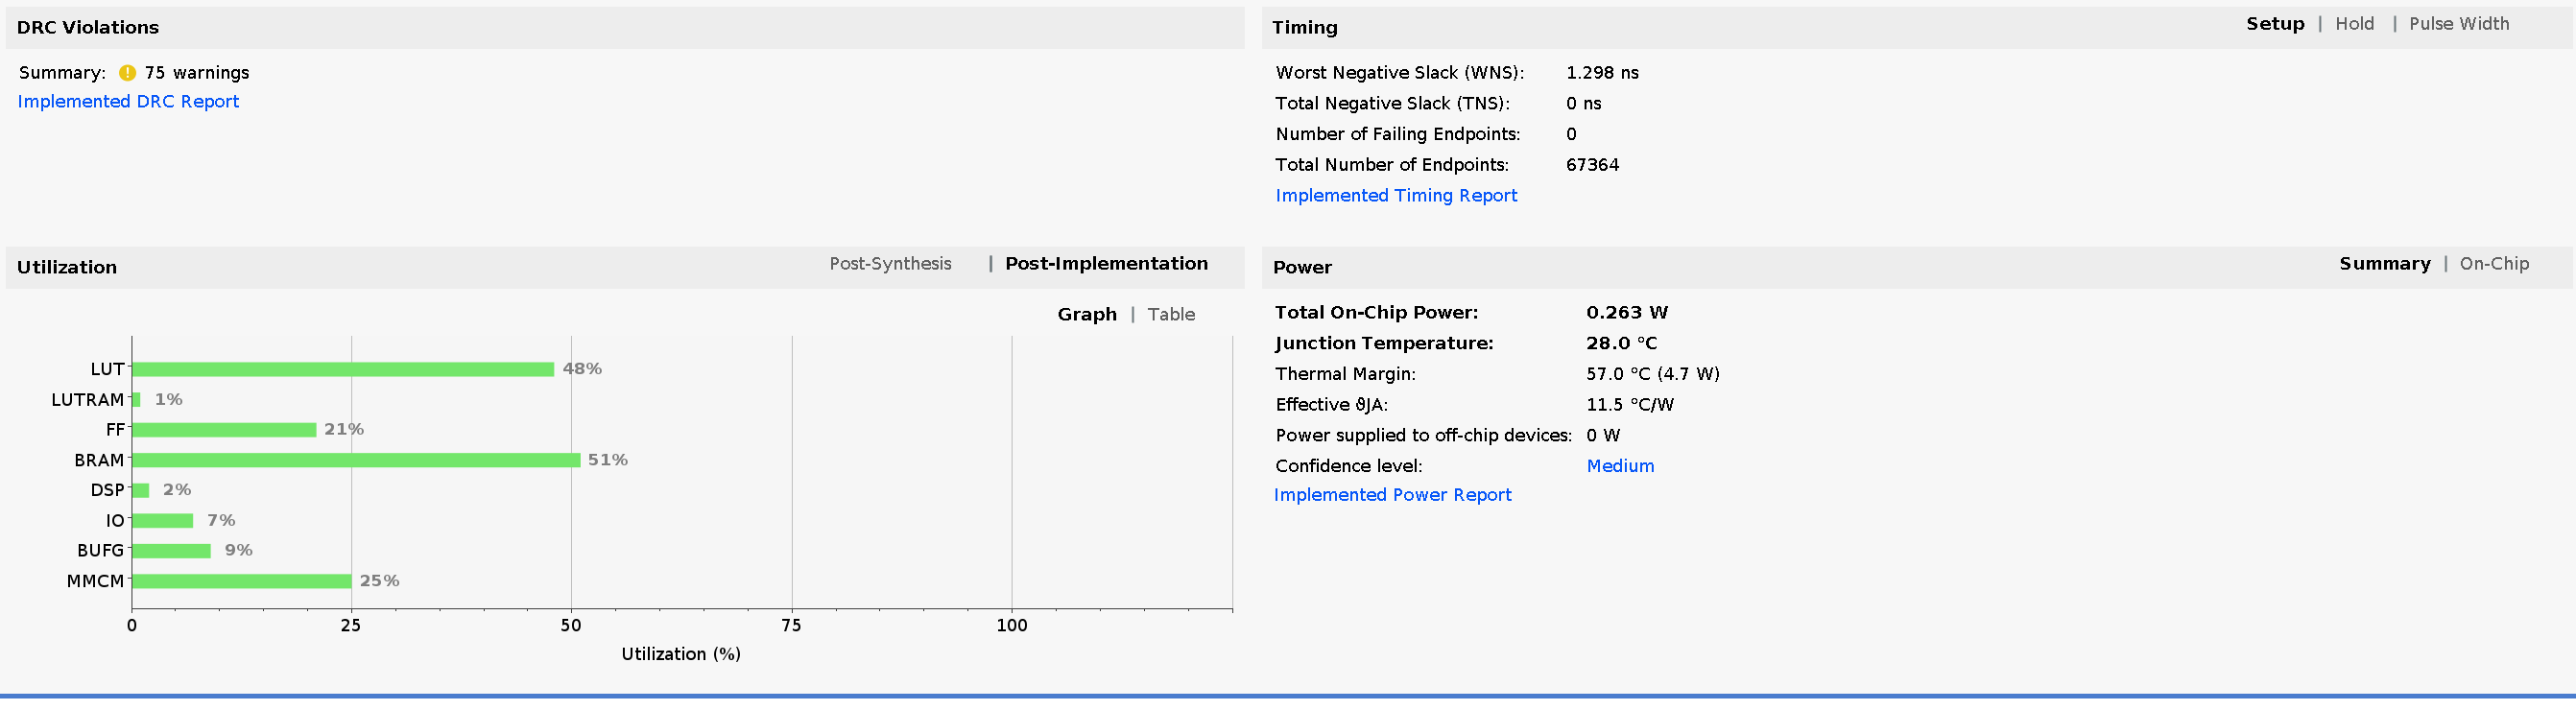 DRC Violations
Summary: 75 warnings
Implemented DRC Report
Timing
Setup | Hold | Pulse Width
Worst Negative Slack (WNS): 1.298 ns
Total Negative Slack (TNS): 0 ns
Number of Failing Endpoints: 0
Total Number of Endpoints: 67364
Implemented Timing Report
Utilization
Post-Synthesis | Post-Implementation
Graph | Table
LUT 48%
LUTRAM 1%
FF 21%
BRAM 51%
DSP 2%
IO 7%
BUFG 9%
MMCM 25%
0 25 50 75 100
Utilization (%)
Power
Summary | On-Chip
Total On-Chip Power: 0.263 W
Junction Temperature: 28.0 °C
Thermal Margin: 57.0 °C (4.7 W)
Effective ϑJA: 11.5 °C/W
Power supplied to off-chip devices: 0 W
Confidence level: Medium
Implemented Power Report